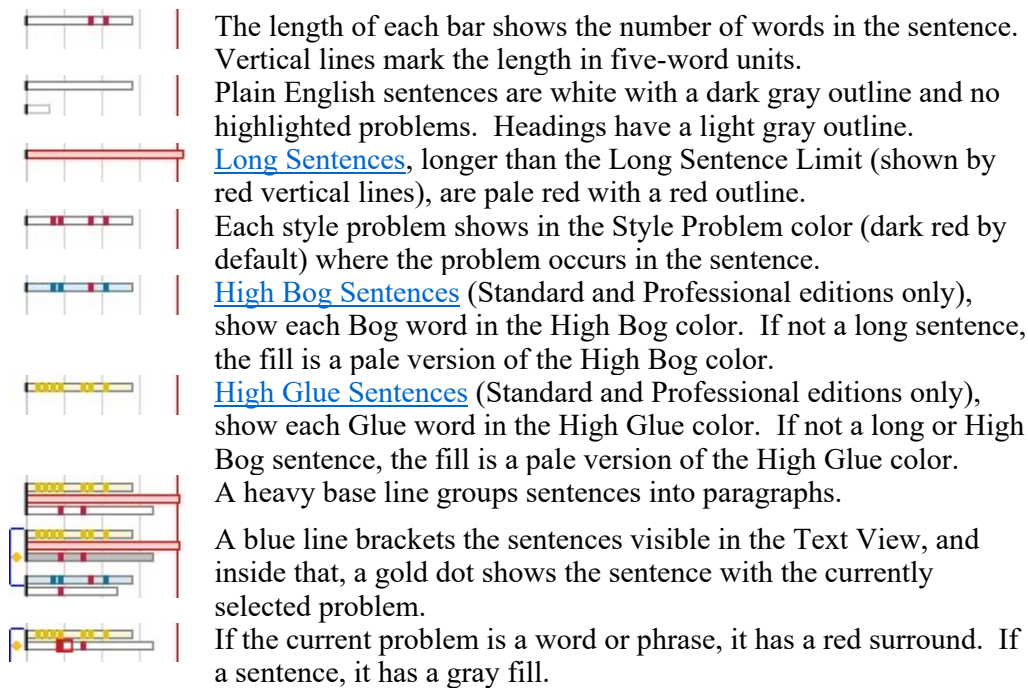 The length of each bar shows the number of words in the sentence.
Vertical lines mark the length in five-word units.
Plain English sentences are white with a dark gray outline and no
highlighted problems.  Headings have a light gray outline.
Long Sentences, longer than the Long Sentence Limit (shown by
red vertical lines), are pale red with a red outline.
Each style problem shows in the Style Problem color (dark red by
default) where the problem occurs in the sentence.
High Bog Sentences (Standard and Professional editions only),
show each Bog word in the High Bog color.  If not a long sentence,
the fill is a pale version of the High Bog color.
High Glue Sentences (Standard and Professional editions only),
show each Glue word in the High Glue color.  If not a long or High
Bog sentence, the fill is a pale version of the High Glue color.
A heavy base line groups sentences into paragraphs.
A blue line brackets the sentences visible in the Text View, and
inside that, a gold dot shows the sentence with the currently
selected problem.
If the current problem is a word or phrase, it has a red surround.  If
a sentence, it has a gray fill.